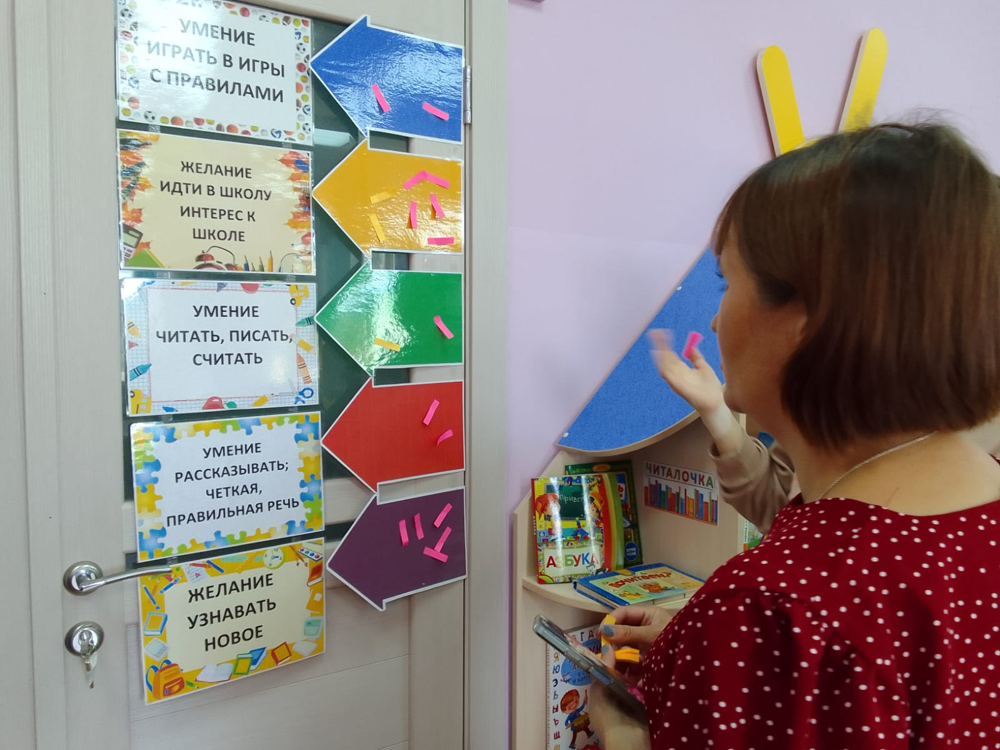 УМЕНИЕ
ИГРАТЬ В ИГРЫ
С ПРАВИЛАМИ
ЖЕЛАНИЕ
ИДТИ В ШКОЛУ
ИНТЕРЕС К
ШКОЛЕ
УМЕНИЕ
ЧИТАТЬ, ПИСАТЬ,
СЧИТАТЬ
УМЕНИЕ
РАССКАЗЫВАТЬ;
ЧЕТКАЯ,
ПРАВИЛЬНАЯ РЕЧЬ
ЖЕЛАНИЕ
УЗНАВАТЬ
НОВОЕ
ЧИТАЛОЧКА
Привет
АЗБУКА